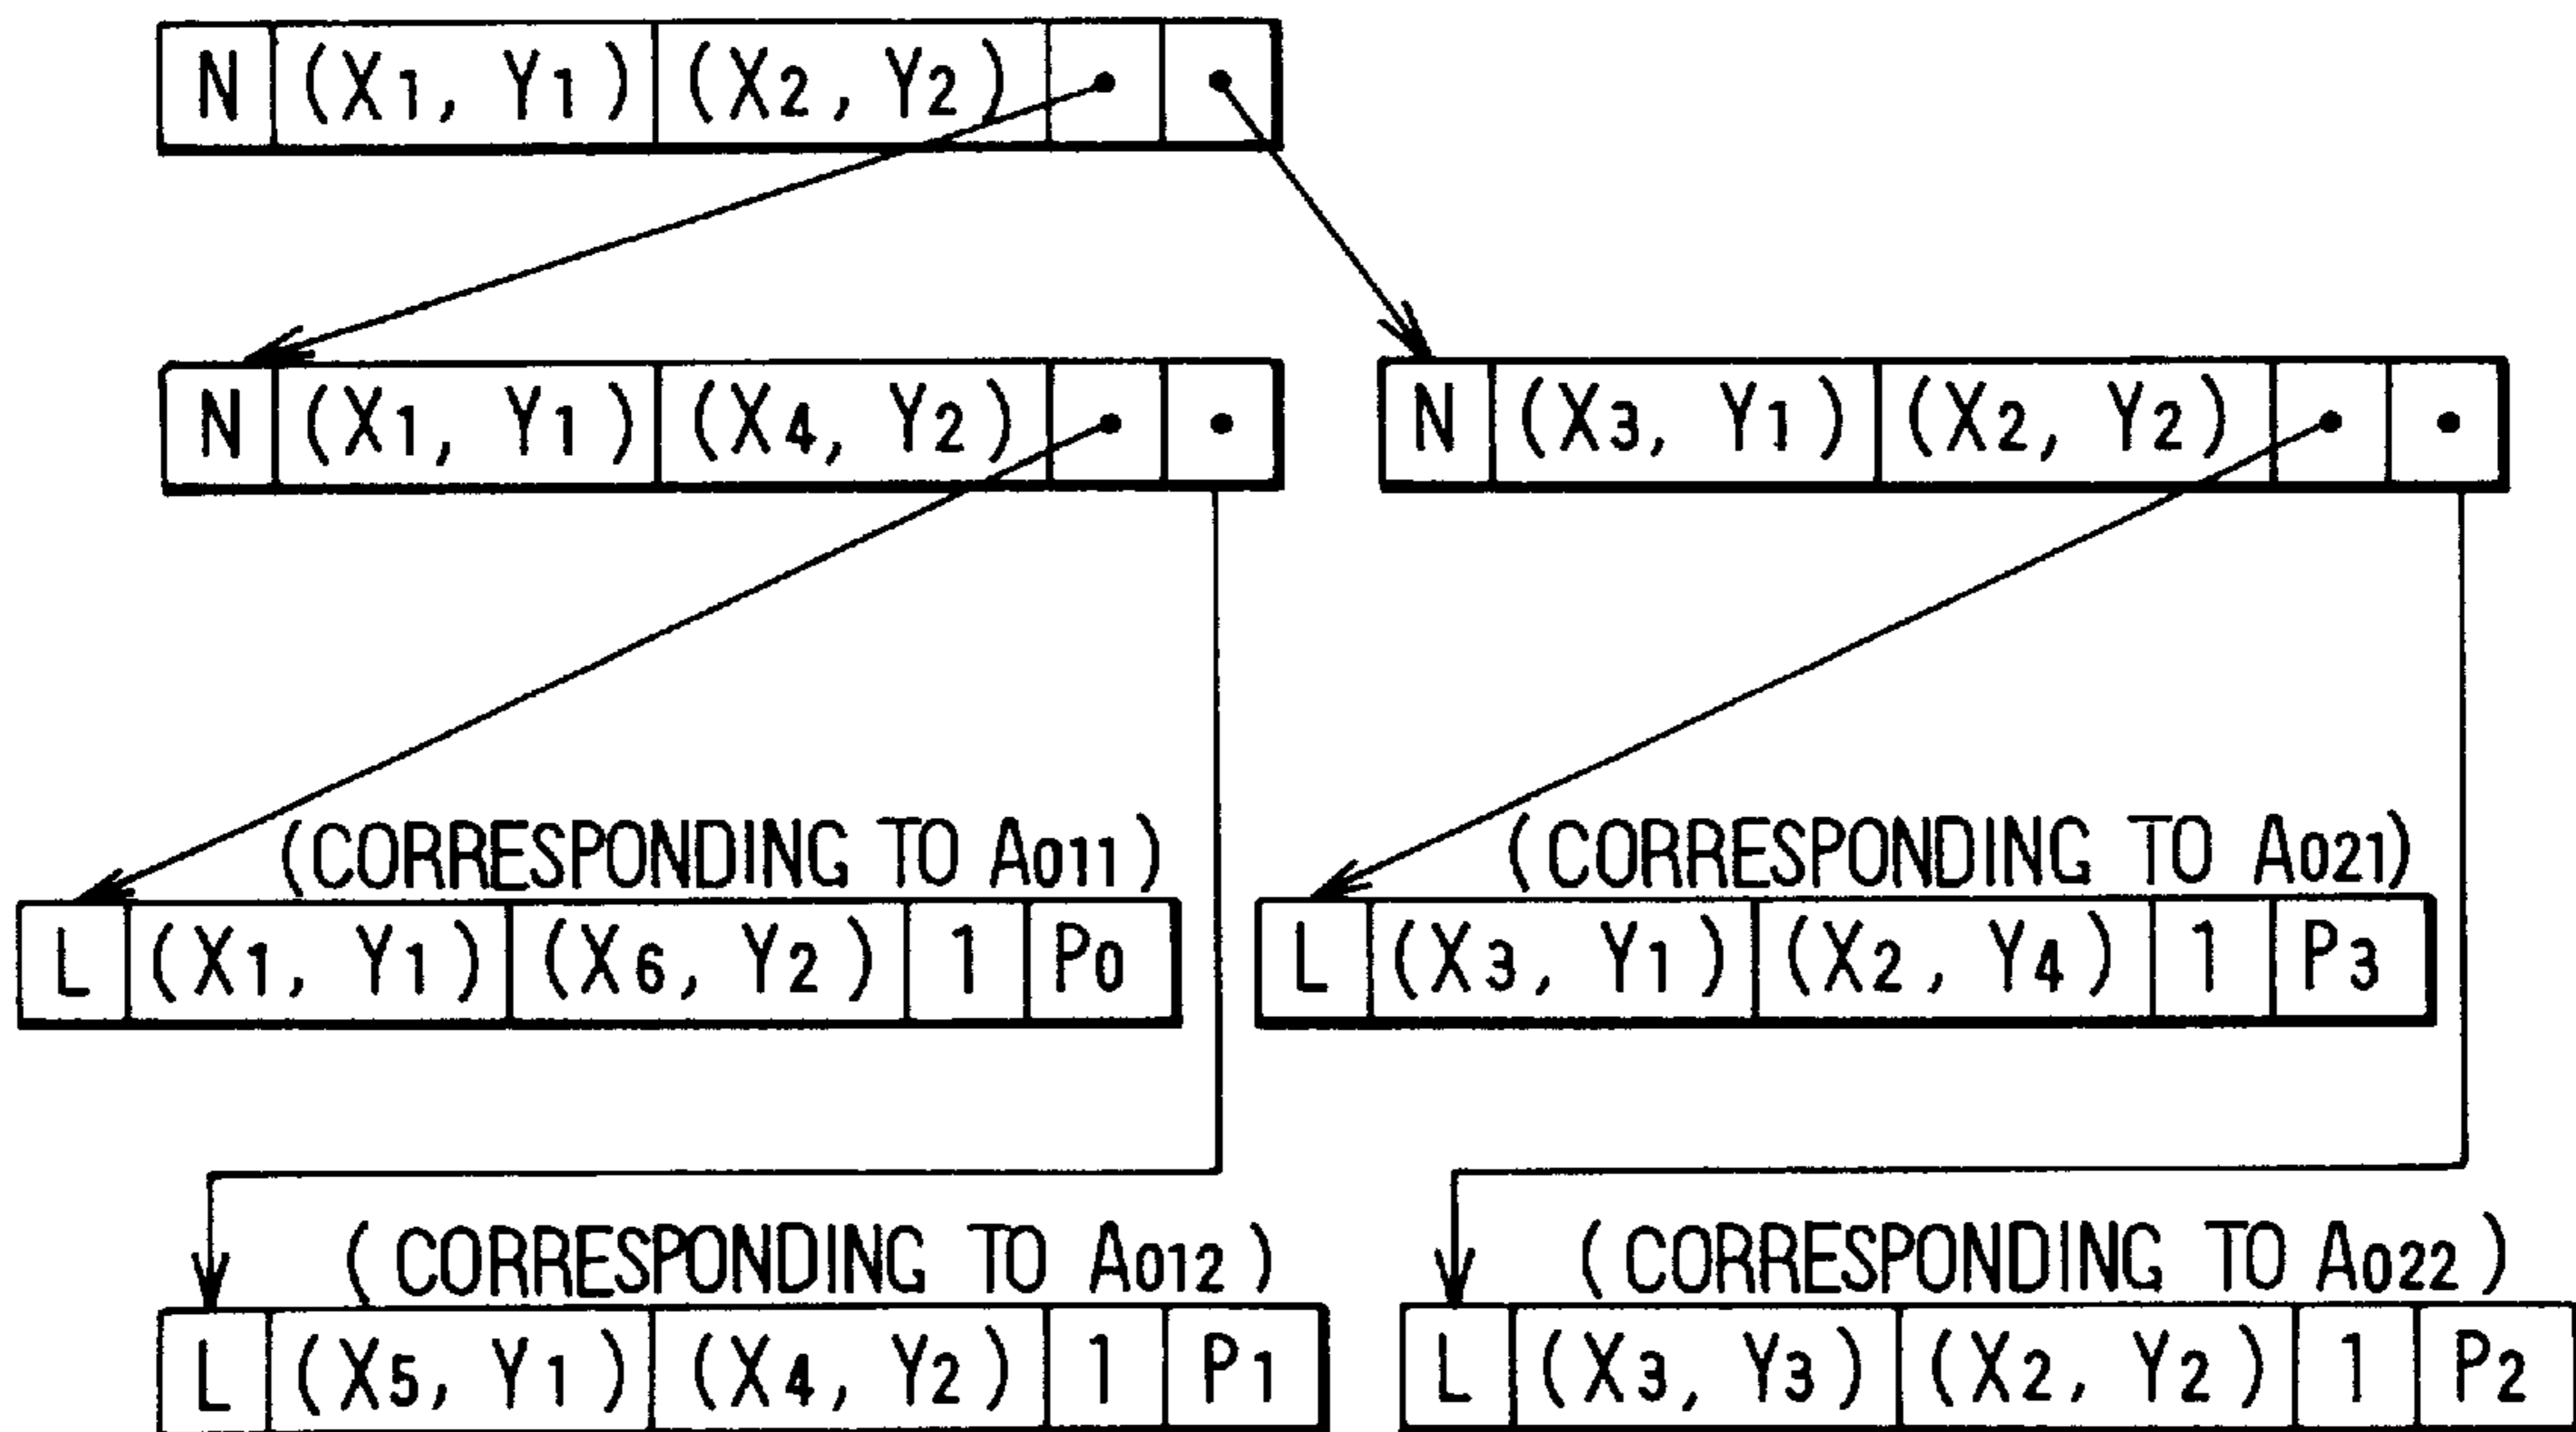 N (X1, Y1) (X2, Y2)
N (X1, Y1) (X4, Y2)
N (X3, Y1) (X2, Y2)
(CORRESPONDING TO A011)
L (X1, Y1) (X6, Y2) 1 P0
(CORRESPONDING TO A021)
L (X3, Y1) (X2, Y4) 1 P3
(CORRESPONDING TO A012)
L (X5, Y1) (X4, Y2) 1 P1
(CORRESPONDING TO A022)
L (X3, Y3) (X2, Y2) 1 P2